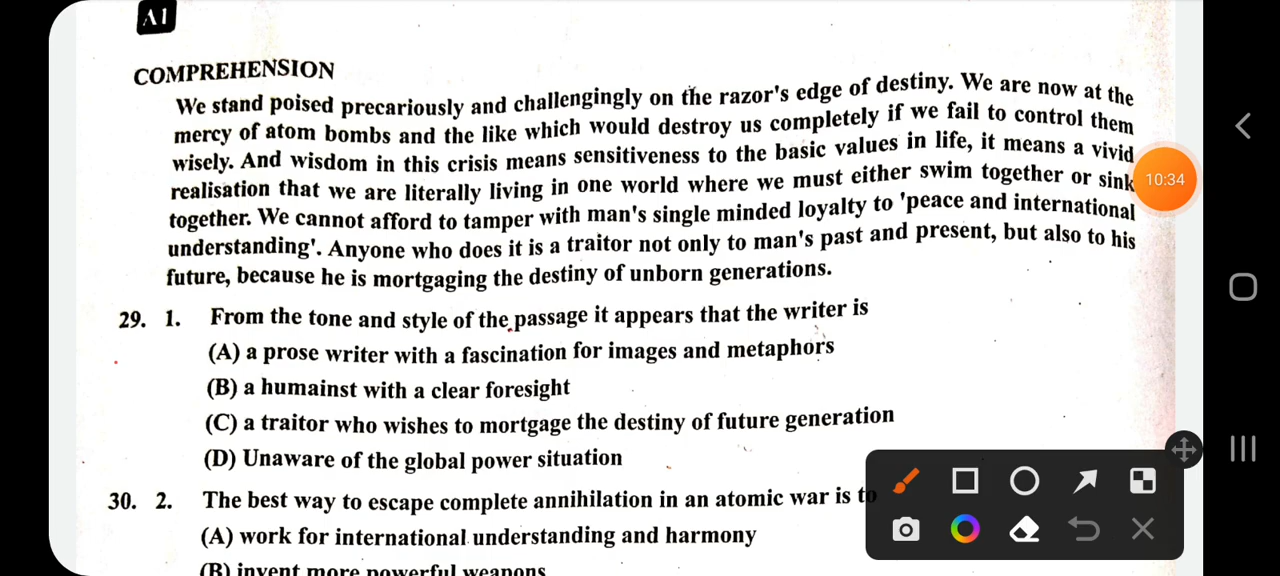 A1
COMPREHENSION
We stand poised precariously and challengingly on the razor's edge of destiny. We are now at the
mercy of atom bombs and the like which would destroy us completely if we fail to control them
wisely. And wisdom in this crisis means sensitiveness to the basic values in life, it means a vivid
realisation that we are literally living in one world where we must either swim together or sink
together. We cannot afford to tamper with man's single minded loyalty to 'peace and international
understanding'. Anyone who does it is a traitor not only to man's past and present, but also to his
future, because he is mortgaging the destiny of unborn generations.
10:34
29. 1. From the tone and style of the passage it appears that the writer is
(A) a prose writer with a fascination for images and metaphors
(B) a humainst with a clear foresight
(C) a traitor who wishes to mortgage the destiny of future generation
(D) Unaware of the global power situation
30. 2. The best way to escape complete annihilation in an atomic war is to
(A) work for international understanding and harmony
(B) invent more powerful weapons